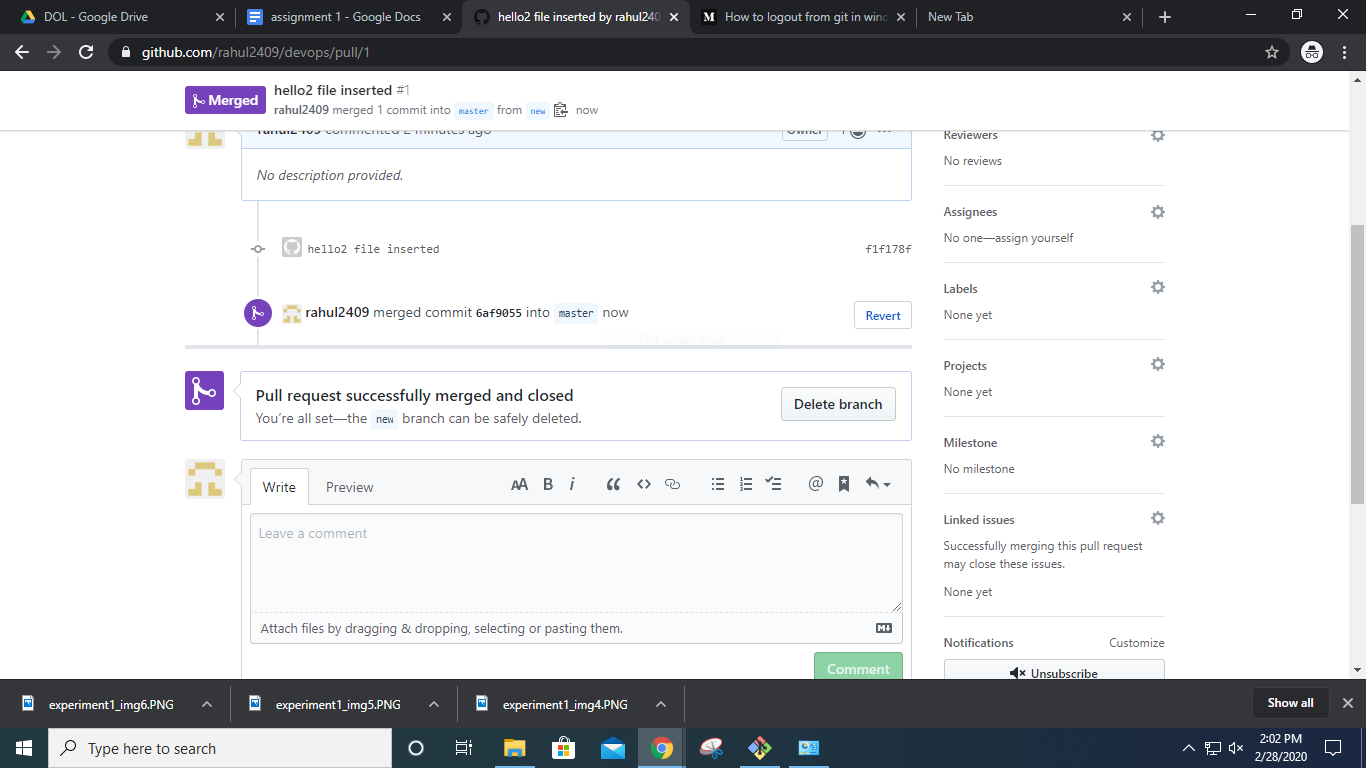 DOL - Google Drive
assignment 1 - Google Docs
hello2 file inserted by rahul240
How to logout from git in wind
New Tab
github.com/rahul2409/devops/pull/1
Merged
hello2 file inserted #1
rahul2409 merged 1 commit into master from new now
rahul2409 commented 2 minutes ago
Owner
No description provided.
hello2 file inserted
f1f178f
rahul2409 merged commit 6af9055 into master now
Revert
Full-screen Snip
Pull request successfully merged and closed
You're all set—the new branch can be safely deleted.
Delete branch
Write
Preview
AA B i
Leave a comment
Attach files by dragging & dropping, selecting or pasting them.
Comment
Reviewers
No reviews
Assignees
No one—assign yourself
Labels
None yet
Projects
None yet
Milestone
No milestone
Linked issues
Successfully merging this pull request
may close these issues.
None yet
Notifications
Customize
Unsubscribe
experiment1_img6.PNG
experiment1_img5.PNG
experiment1_img4.PNG
Show all
Type here to search
2:02 PM
2/28/2020